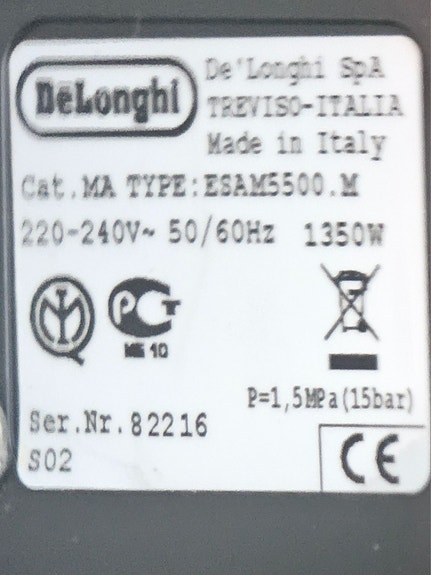 DeLonghi
De'Longhi SpA
TREVISO-ITALIA
Made in Italy
Cat.MA TYPE:ESAM5500.M
220-240V~ 50/60Hz 1350W
PCT
ME 10
P=1,5MPa(15bar)
Ser.Nr.82216
S02
CE